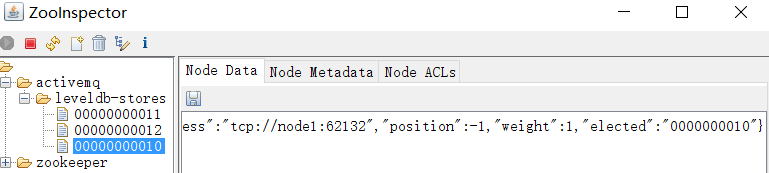 ZooInspector
Node Data Node Metadata Node ACLs
activemq
leveldb-stores
00000000011
00000000012
00000000010
zookeeper
ess":"tcp://node1:62132","position":-1,"weight":1,"elected":"0000000010"}